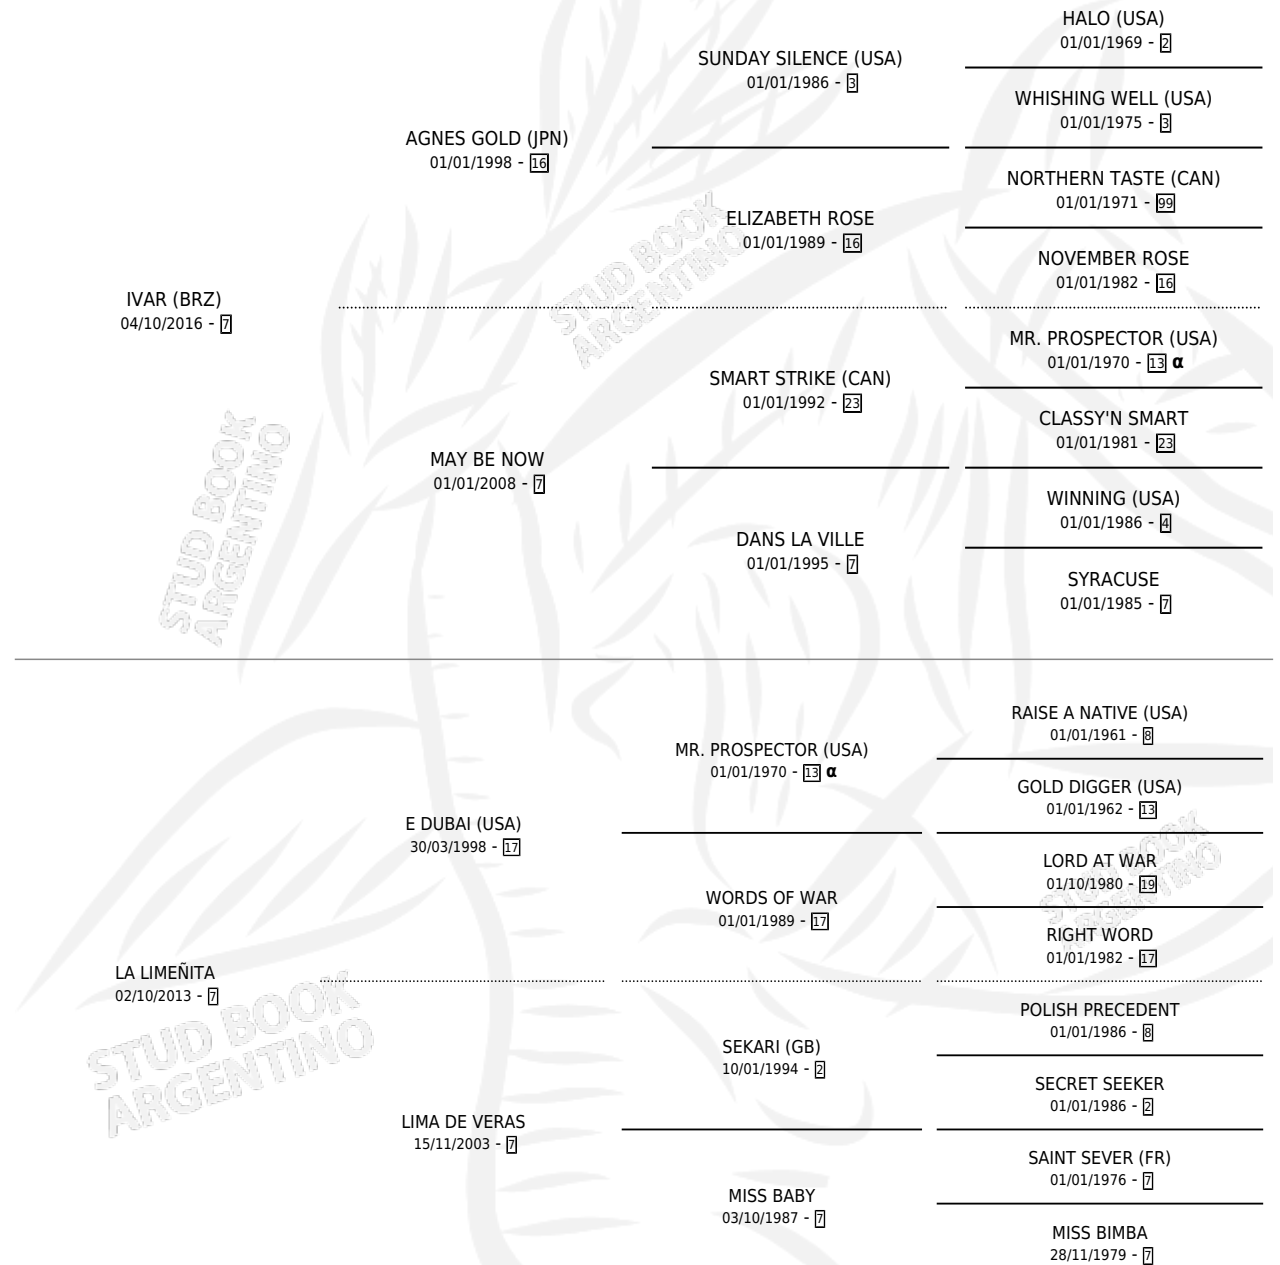 HALO (USA)
01/01/1969 - 2
SUNDAY SILENCE (USA)
01/01/1986 - 3
WHISHING WELL (USA)
01/01/1975 - 3
AGNES GOLD (JPN)
01/01/1998 - 16
NORTHERN TASTE (CAN)
01/01/1971 - 99
ELIZABETH ROSE
01/01/1989 - 16
NOVEMBER ROSE
01/01/1982 - 16
IVAR (BRZ)
04/10/2016 - 7
MR. PROSPECTOR (USA)
01/01/1970 - 13 α
SMART STRIKE (CAN)
01/01/1992 - 23
CLASSY'N SMART
01/01/1981 - 23
MAY BE NOW
01/01/2008 - 7
WINNING (USA)
01/01/1986 - 4
DANS LA VILLE
01/01/1995 - 7
SYRACUSE
01/01/1985 - 7
RAISE A NATIVE (USA)
01/01/1961 - 8
MR. PROSPECTOR (USA)
01/01/1970 - 13 α
GOLD DIGGER (USA)
01/01/1962 - 13
E DUBAI (USA)
30/03/1998 - 17
LORD AT WAR
01/10/1980 - 19
WORDS OF WAR
01/01/1989 - 17
RIGHT WORD
01/01/1982 - 17
LA LIMEÑITA
02/10/2013 - 7
POLISH PRECEDENT
01/01/1986 - 8
SEKARI (GB)
10/01/1994 - 2
SECRET SEEKER
01/01/1986 - 2
LIMA DE VERAS
15/11/2003 - 7
SAINT SEVER (FR)
01/01/1976 - 7
MISS BABY
03/10/1987 - 7
MISS BIMBA
28/11/1979 - 7
STUD BOOK
ARGENTINO
STUD BOOK
ARGENTINO
STUD BOOK
ARGENTINO
STUD BOOK
ARGENTINO